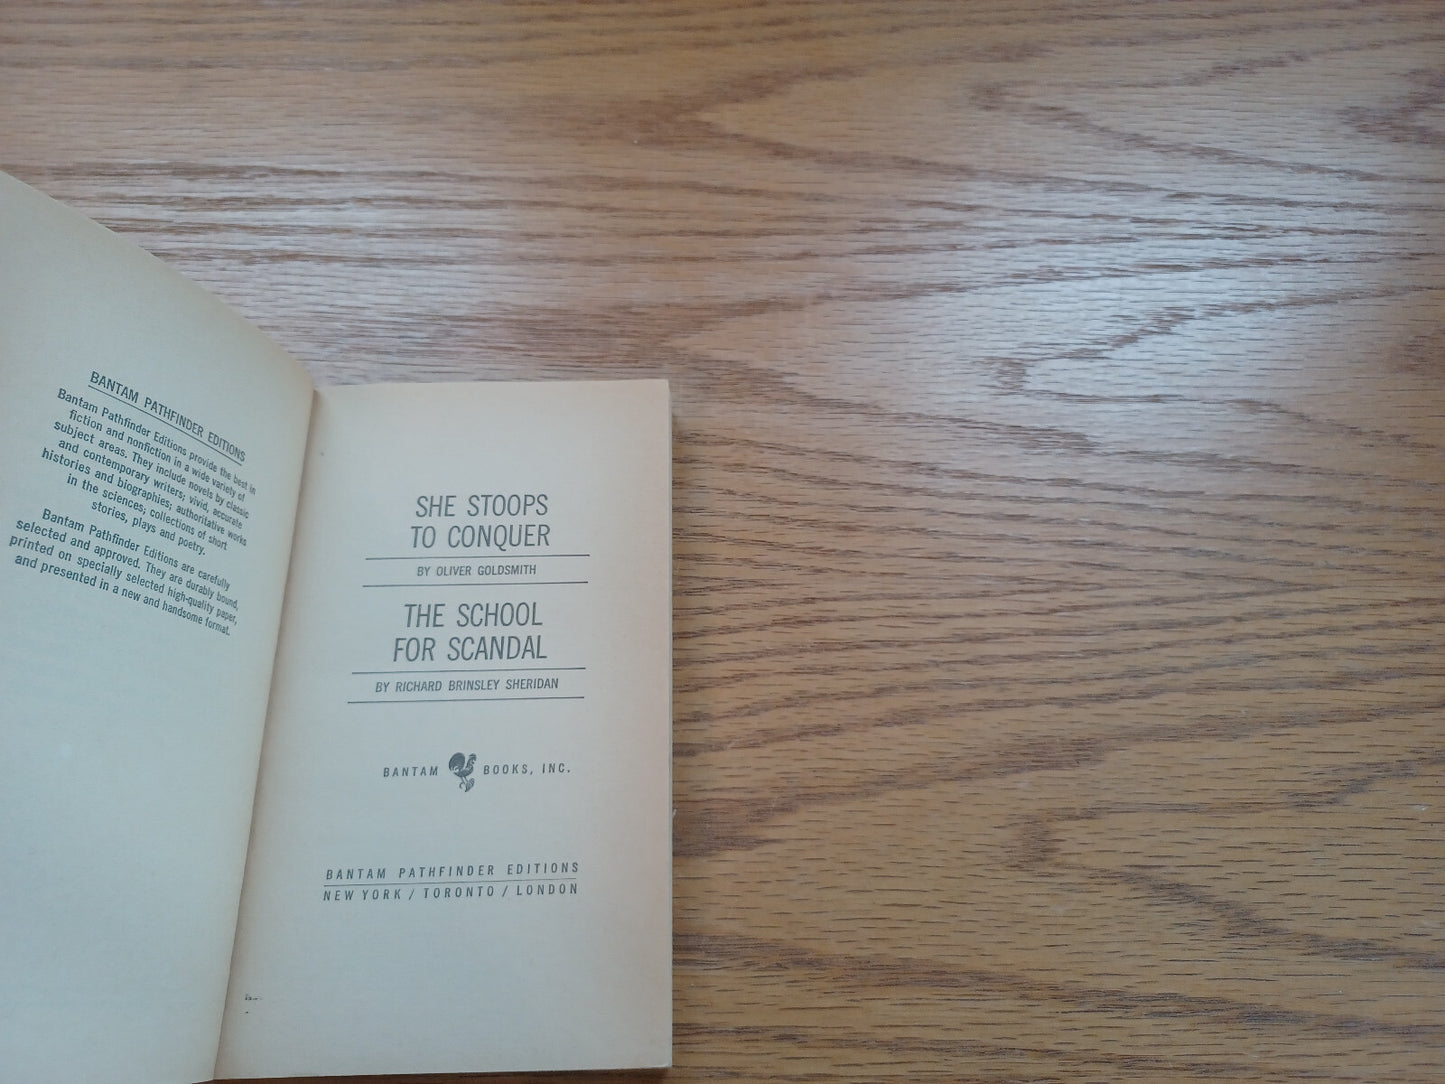 BANTAM PATHFINDER EDITIONS
Bantam Pathfinder Editions provide the best in
fiction and nonfiction in a wide variety of
subject areas. They include novels by classic
and contemporary writers; vivid, accurate
histories and biographies; authoritative works
in the sciences; collections of short
stories, plays and poetry.
Bantam Pathfinder Editions are carefully
selected and approved. They are durably bound,
printed on specially selected high-quality paper,
and presented in a new and handsome format.
SHE STOOPS
TO CONQUER
BY OLIVER GOLDSMITH
THE SCHOOL
FOR SCANDAL
BY RICHARD BRINSLEY SHERIDAN
BANTAM BOOKS, INC.
BANTAM PATHFINDER EDITIONS
NEW YORK / TORONTO / LONDON